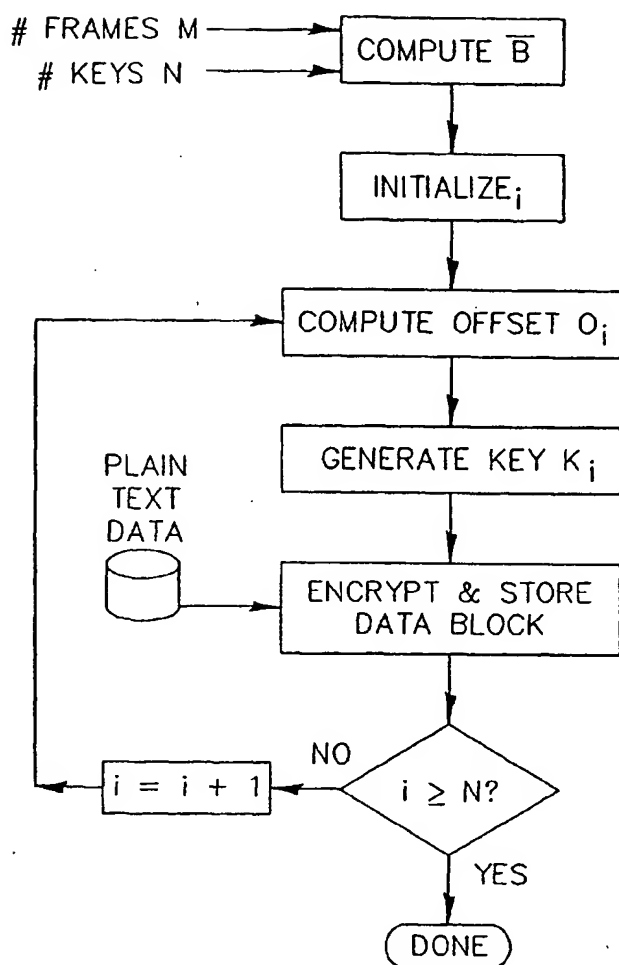 # FRAMES M
# KEYS N
COMPUTE B̅
INITIALIZE i
COMPUTE OFFSET O i
GENERATE KEY K i
PLAIN
TEXT
DATA
ENCRYPT & STORE
DATA BLOCK
NO
i = i + 1
i ≥ N?
YES
DONE